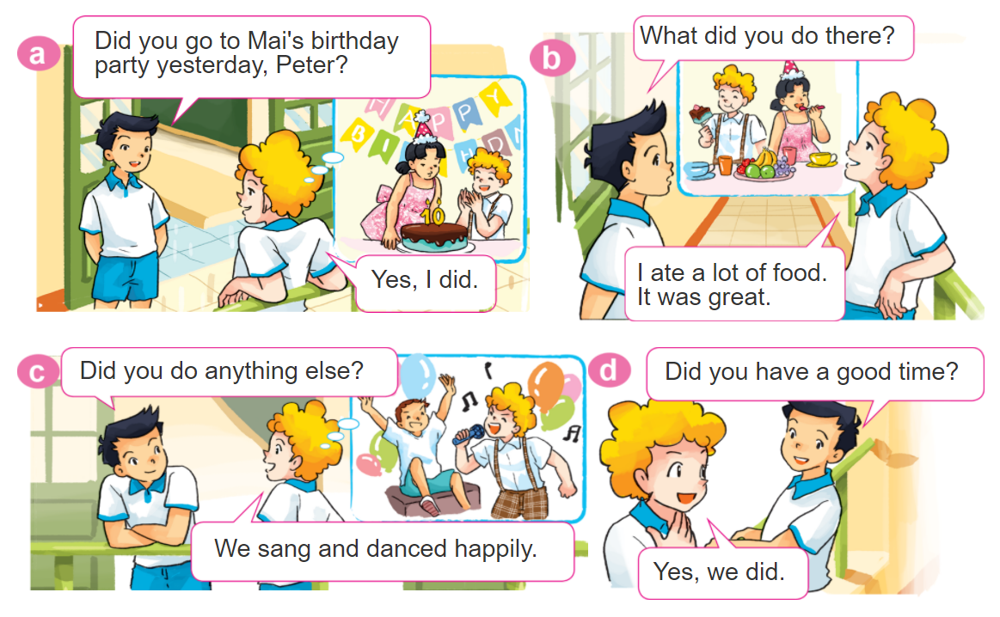 a
Did you go to Mai's birthday
party yesterday, Peter?
HAPPY
BI HDA
10
Yes, I did.
b
What did you do there?
I ate a lot of food.
It was great.
c
Did you do anything else?
We sang and danced happily.
d
Did you have a good time?
Yes, we did.